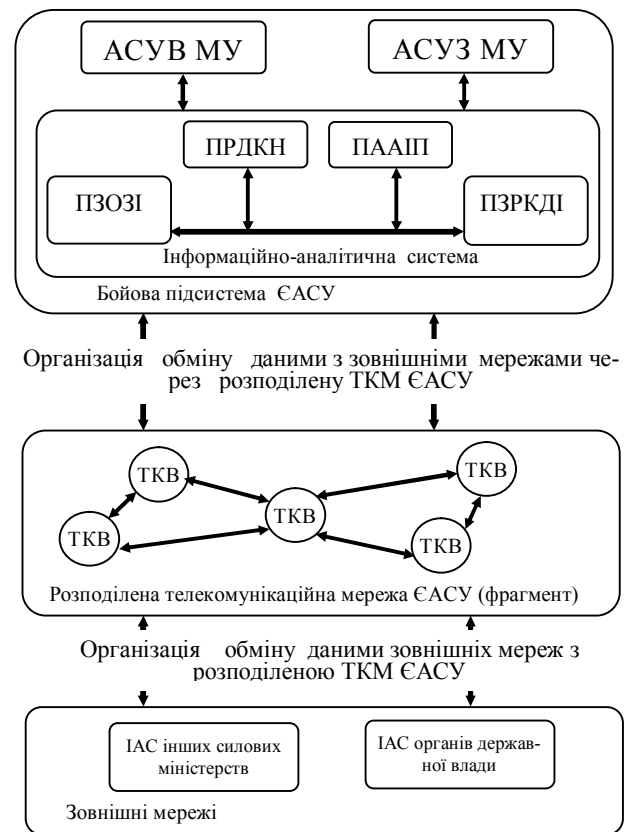 АСУВ МУ
АСУЗ МУ
ПРДКН
ПААІП
ПЗОЗІ
ПЗРКДІ
Інформаційно-аналітична система
Бойова підсистема ЄАСУ
Організація обміну даними з зовнішніми мережами че-
рез розподілену ТКМ ЄАСУ
ТКВ
ТКВ
ТКВ
ТКВ
ТКВ
Розподілена телекомунікаційна мережа ЄАСУ (фрагмент)
Організація обміну даними зовнішніх мереж з
розподіленою ТКМ ЄАСУ
ІАС інших силових
міністерств
ІАС органів держав-
ної влади
Зовнішні мережі